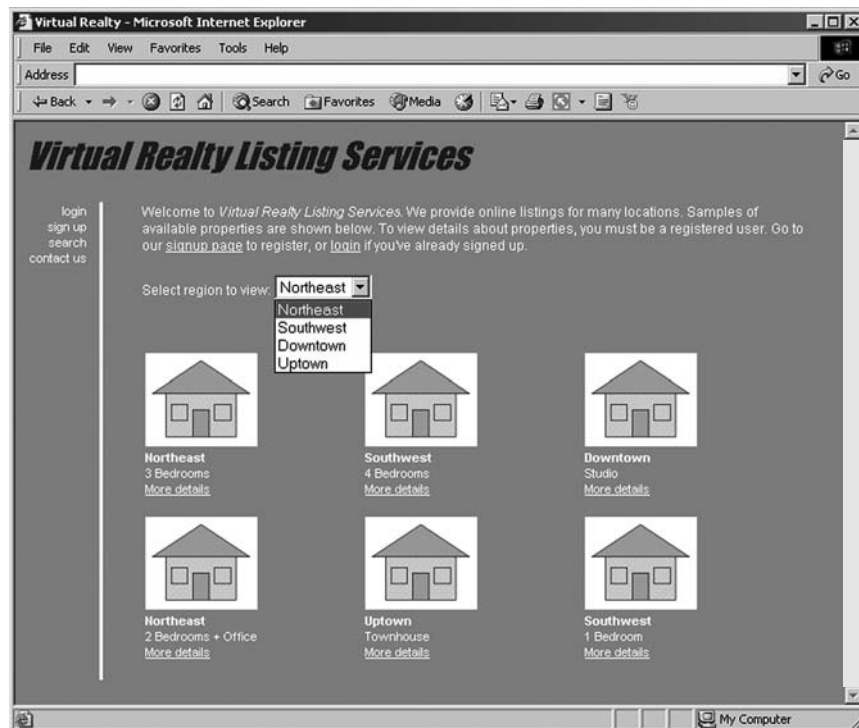 Virtual Realty - Microsoft Internet Explorer
File Edit View Favorites Tools Help
Address Go
Back Search Favorites Media
Virtual Realty Listing Services
login
sign up
search
contact us
Welcome to Virtual Realty Listing Services. We provide online listings for many locations. Samples of
available properties are shown below. To view details about properties, you must be a registered user. Go to
our signup page to register, or login if you've already signed up.
Select region to view: Northeast
Northeast
Southwest
Downtown
Uptown
Northeast Southwest Downtown
3 Bedrooms 4 Bedrooms Studio
More details More details More details
Northeast Uptown Southwest
2 Bedrooms + Office Townhouse 1 Bedroom
More details More details More details
My Computer